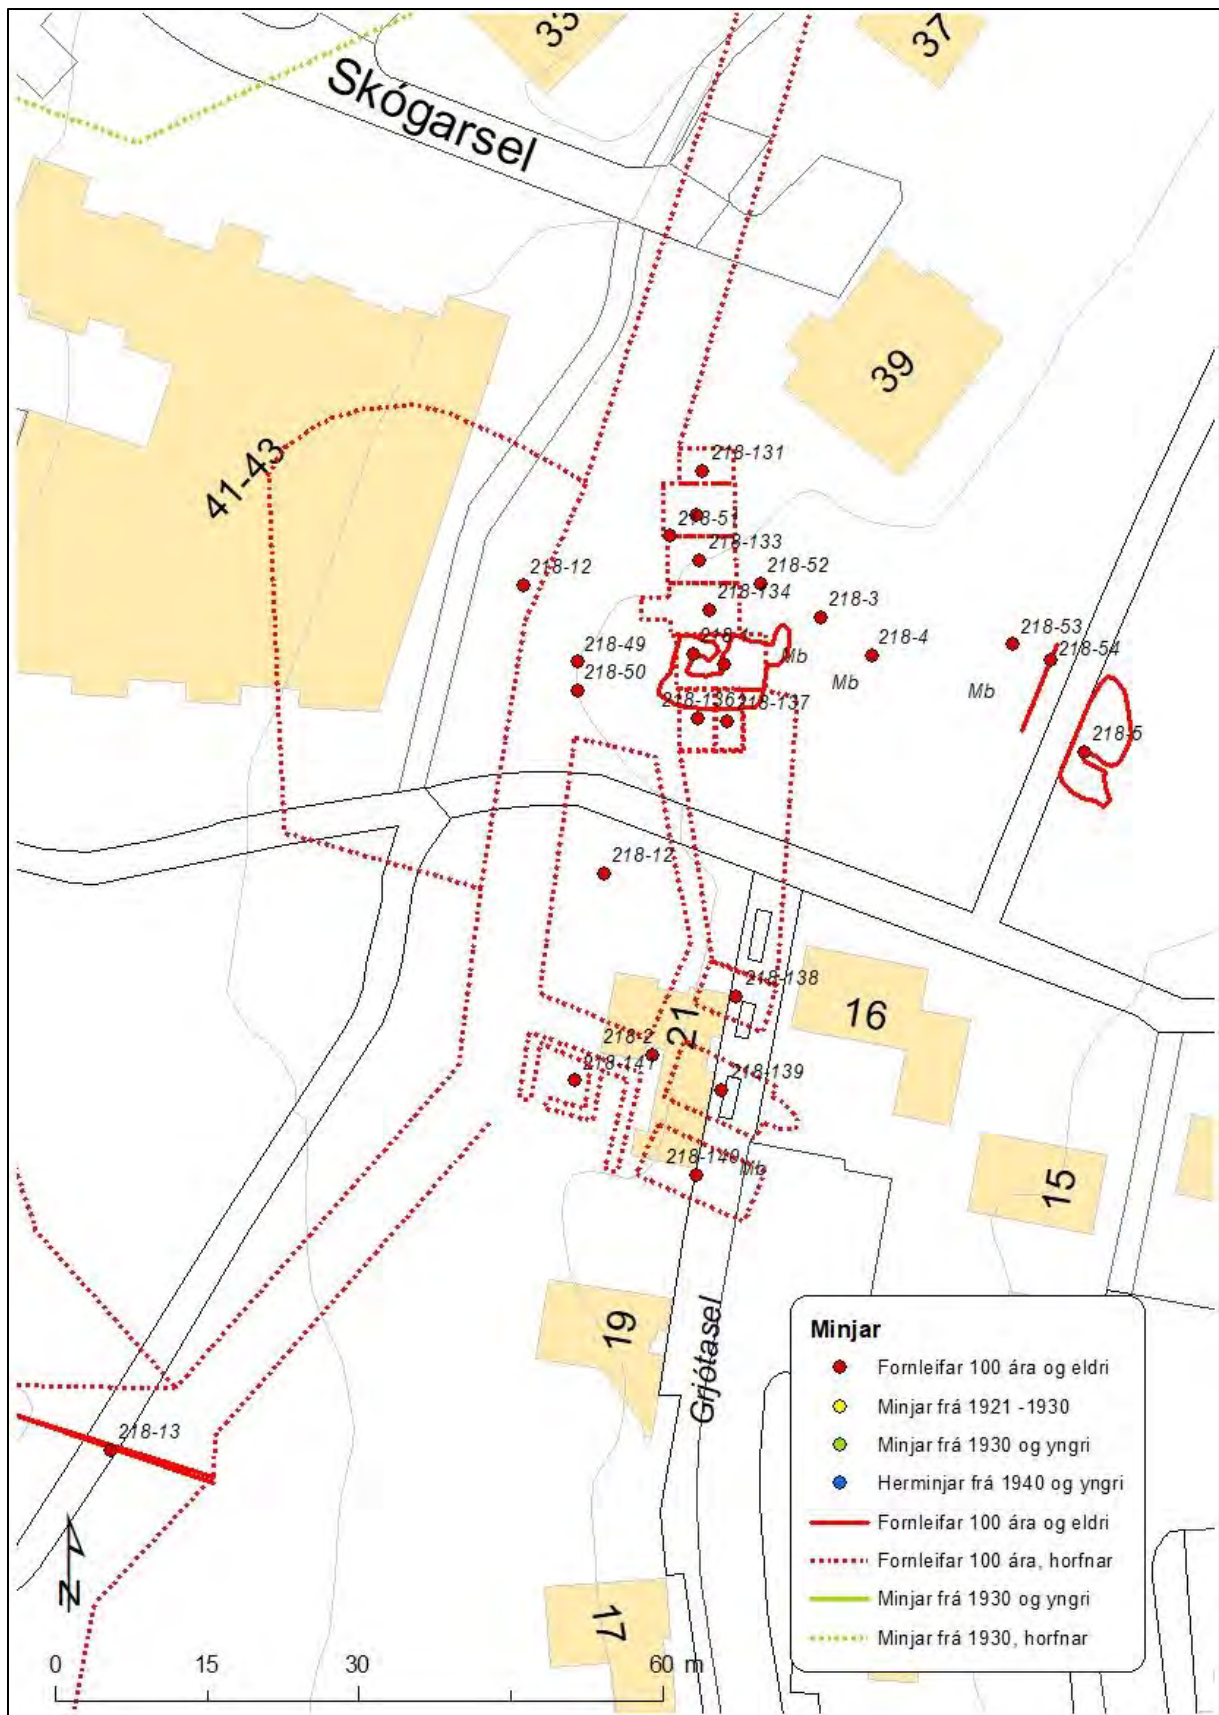 33
37
Skógarsel
39
41-43
218-131
218-51
218-133
218-12
218-52
218-134
218-3
218-4
218-53
218-49
218-54
218-50
Mb
Mb
Mb
218-136
218-137
218-5
218-12
218-138
16
21
218-2
218-141
218-139
218-140
Mb
15
19
Grjótasel
218-13
17
N
0 15 30 60 m
Minjar
Fornleifar 100 ára og eldri
Minjar frá 1921 -1930
Minjar frá 1930 og yngri
Herminjar frá 1940 og yngri
Fornleifar 100 ára og eldri
Fornleifar 100 ára, horfnar
Minjar frá 1930 og yngri
Minjar frá 1930, horfnar